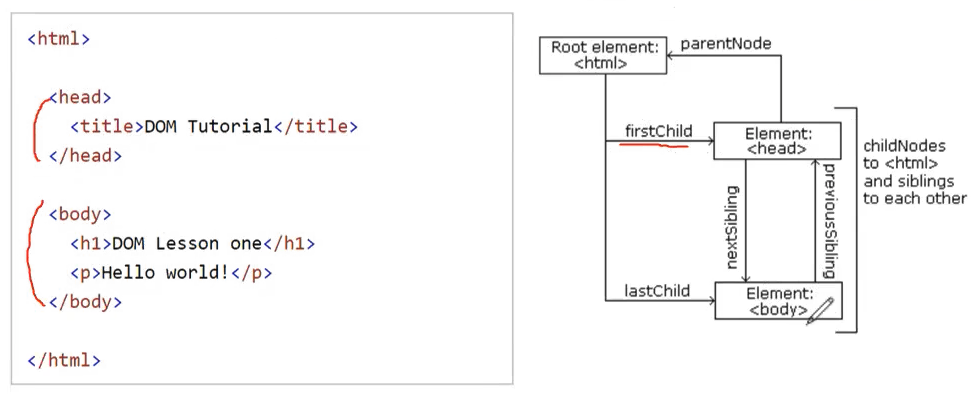 <html>
<head>
<title>DOM Tutorial</title>
</head>
<body>
<h1>DOM Lesson one</h1>
<p>Hello world!</p>
</body>
</html>
Root element:
<html>
parentNode
firstChild
Element:
<head>
nextSibling
previousSibling
childNodes
to <html>
and siblings
to each other
lastChild
Element:
<body>